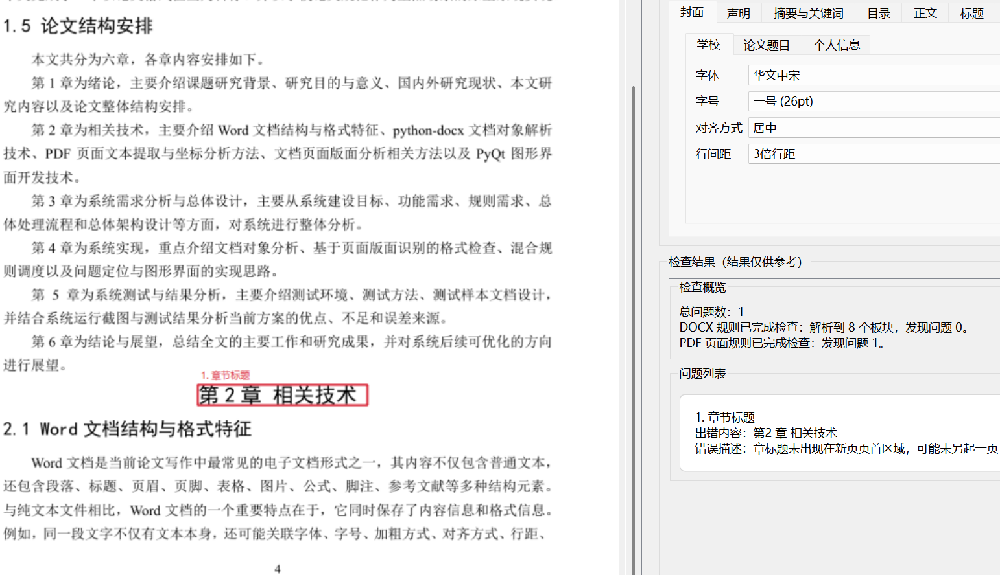 1.5 论文结构安排
本文共分为六章，各章内容安排如下。
第 1 章为绪论，主要介绍课题研究背景、研究目的与意义、国内外研究现状、本文研
究内容以及论文整体结构安排。
第 2 章为相关技术，主要介绍 Word 文档结构与格式特征、python-docx 文档对象解析
技术、PDF 页面文本提取与坐标分析方法、文档页面版面分析相关方法以及 PyQt 图形界
面开发技术。
第 3 章为系统需求分析与总体设计，主要从系统建设目标、功能需求、规则需求、总
体处理流程和总体架构设计等方面，对系统进行整体分析。
第 4 章为系统实现，重点介绍文档对象分析、基于页面版面识别的格式检查、混合规
则调度以及问题定位与图形界面的实现思路。
第 5 章为系统测试与结果分析，主要介绍测试环境、测试方法、测试样本文档设计，
并结合系统运行截图与测试结果分析当前方案的优点、不足和误差来源。
第 6 章为结论与展望，总结全文的主要工作和研究成果，并对系统后续可优化的方向
进行展望。
1. 章节标题
第 2 章 相关技术
2.1 Word 文档结构与格式特征
Word 文档是当前论文写作中最常见的电子文档形式之一，其内容不仅包含普通文本，
还包含段落、标题、页眉、页脚、表格、图片、公式、脚注、参考文献等多种结构元素。
与纯文本文件相比，Word 文档的一个重要特点在于，它同时保存了内容信息和格式信息。
例如，同一段文字不仅有文本本身，还可能关联字体、字号、加粗方式、对齐方式、行距、
4
封面 声明 摘要与关键词 目录 正文 标题
学校 论文题目 个人信息
字体 华文中宋
字号 一号 (26pt)
对齐方式 居中
行间距 3倍行距
检查结果（结果仅供参考）
检查概览
总问题数：1
DOCX 规则已完成检查：解析到 8 个板块，发现问题 0。
PDF 页面规则已完成检查：发现问题 1。
问题列表
1. 章节标题
出错内容：第2 章 相关技术
错误描述：章标题未出现在新页页首区域，可能未另起一页